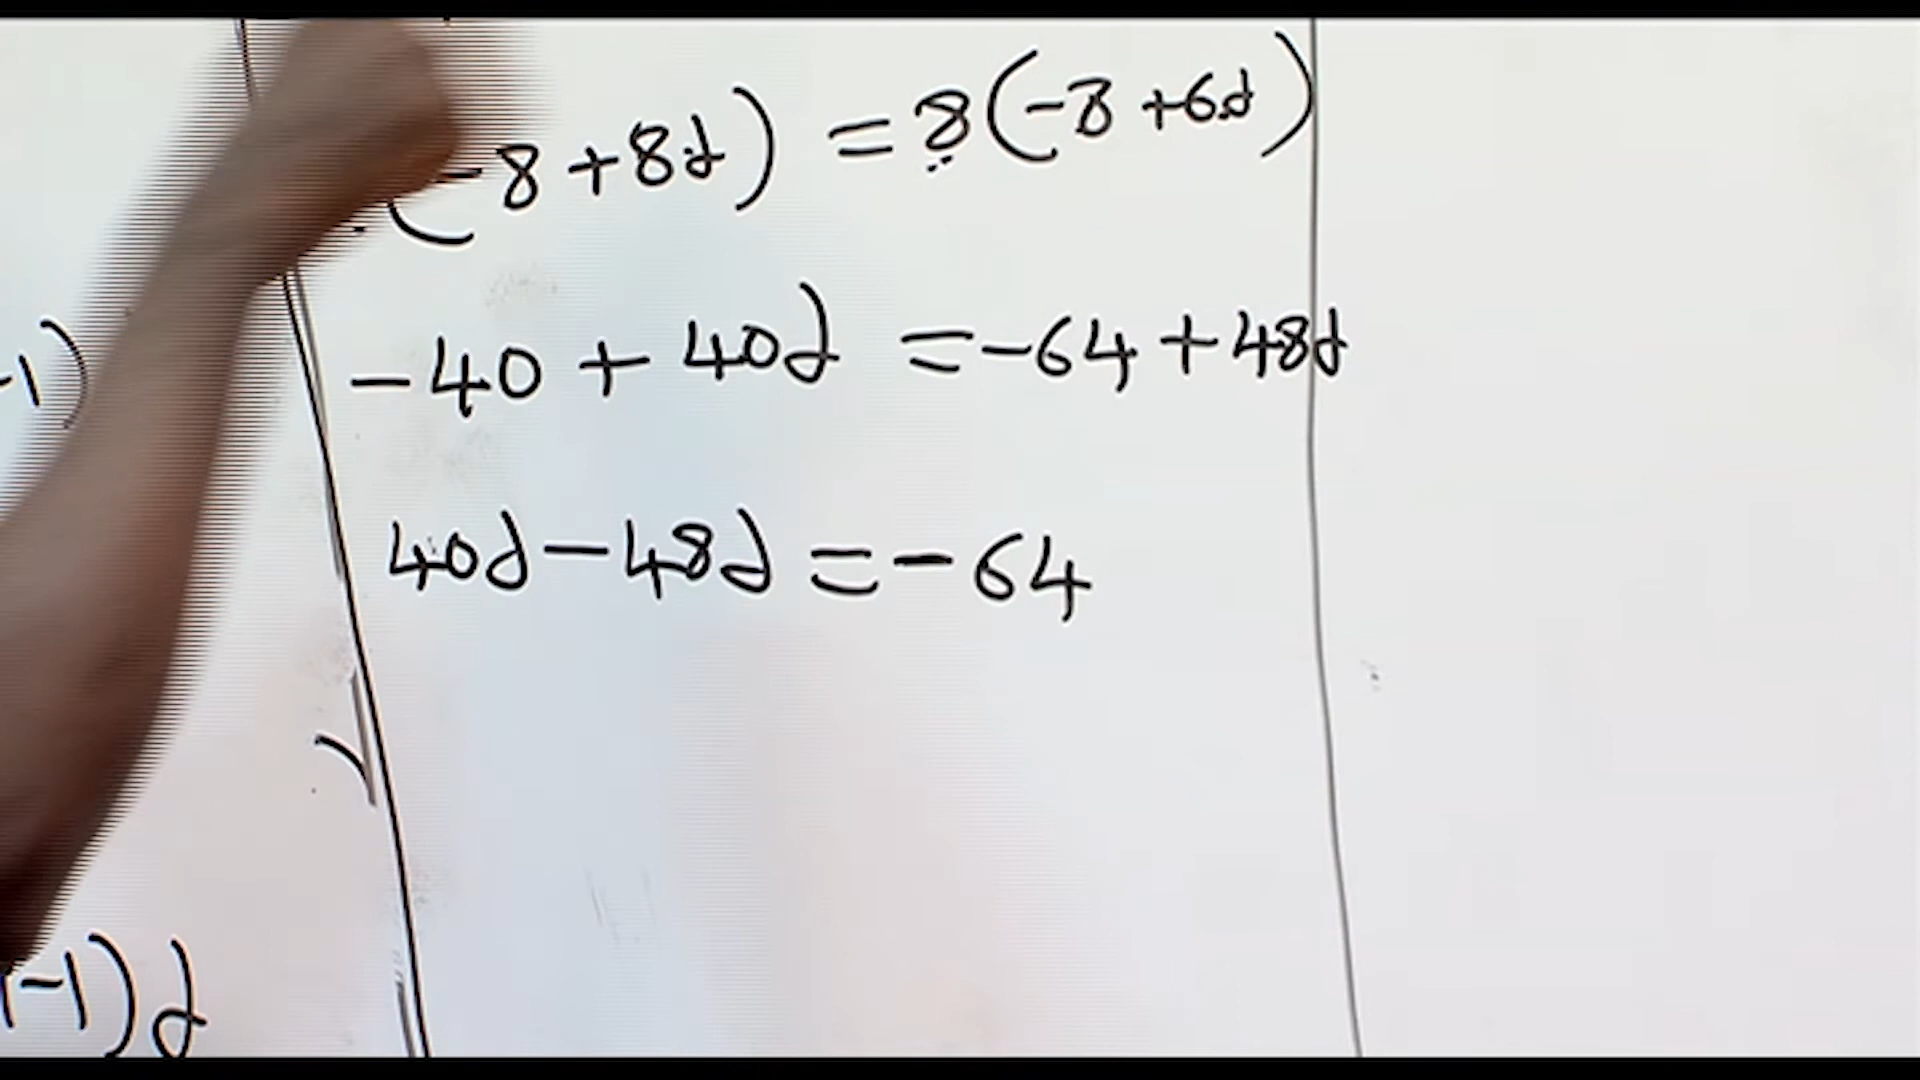 (-8+8d) = 8(-8+6d)
-40 + 40d = -64 + 48d
40d - 48d = -64
-1)
)
-1)d